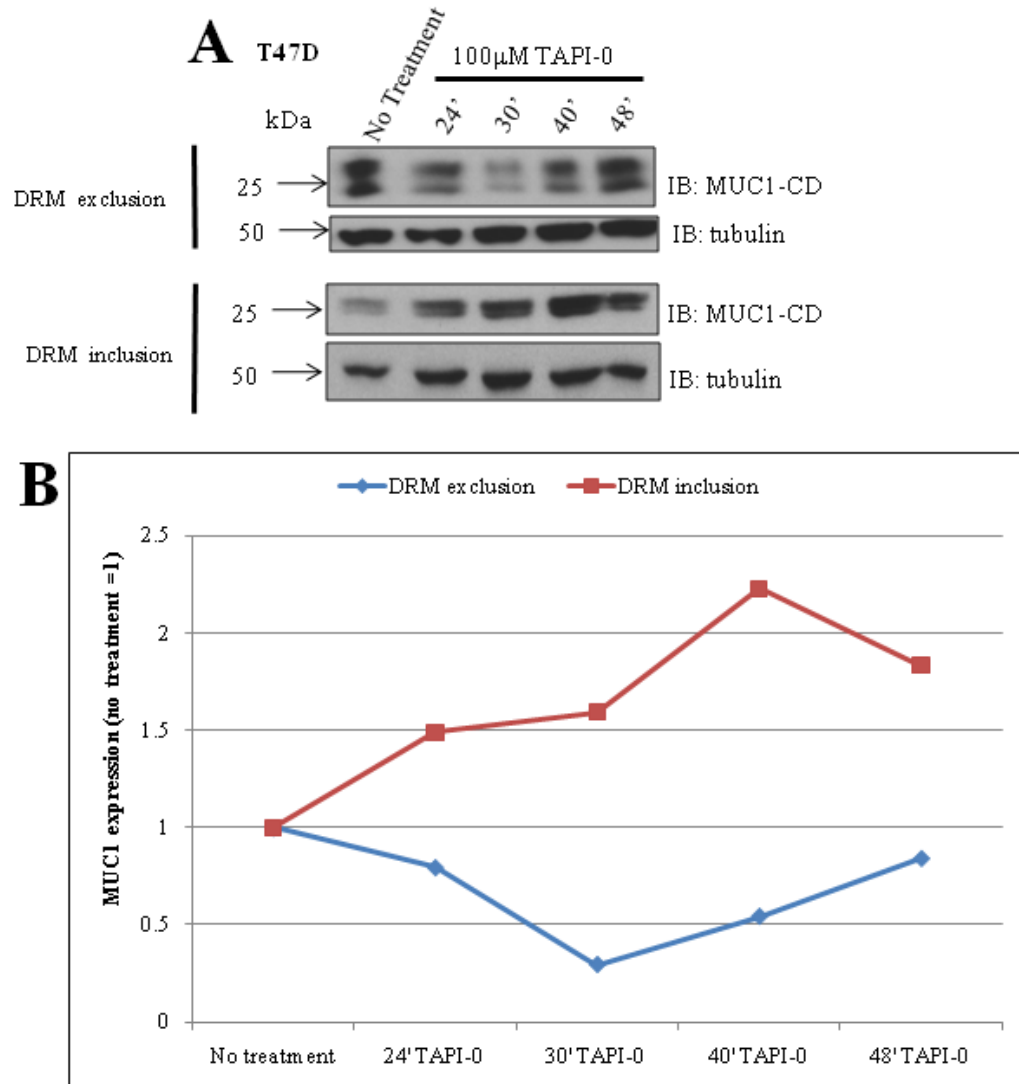 A T47D
No Treatment
100μM TAPI-0
24' 30' 40' 48'
kDa
DRM exclusion
25
IB: MUC1-CD
50
IB: tubulin
DRM inclusion
25
IB: MUC1-CD
50
IB: tubulin
B
DRM exclusion DRM inclusion
MUC1 expression (no treatment =1)
2.5
2
1.5
1
0.5
0
No treatment 24' TAPI-0 30' TAPI-0 40' TAPI-0 48' TAPI-0